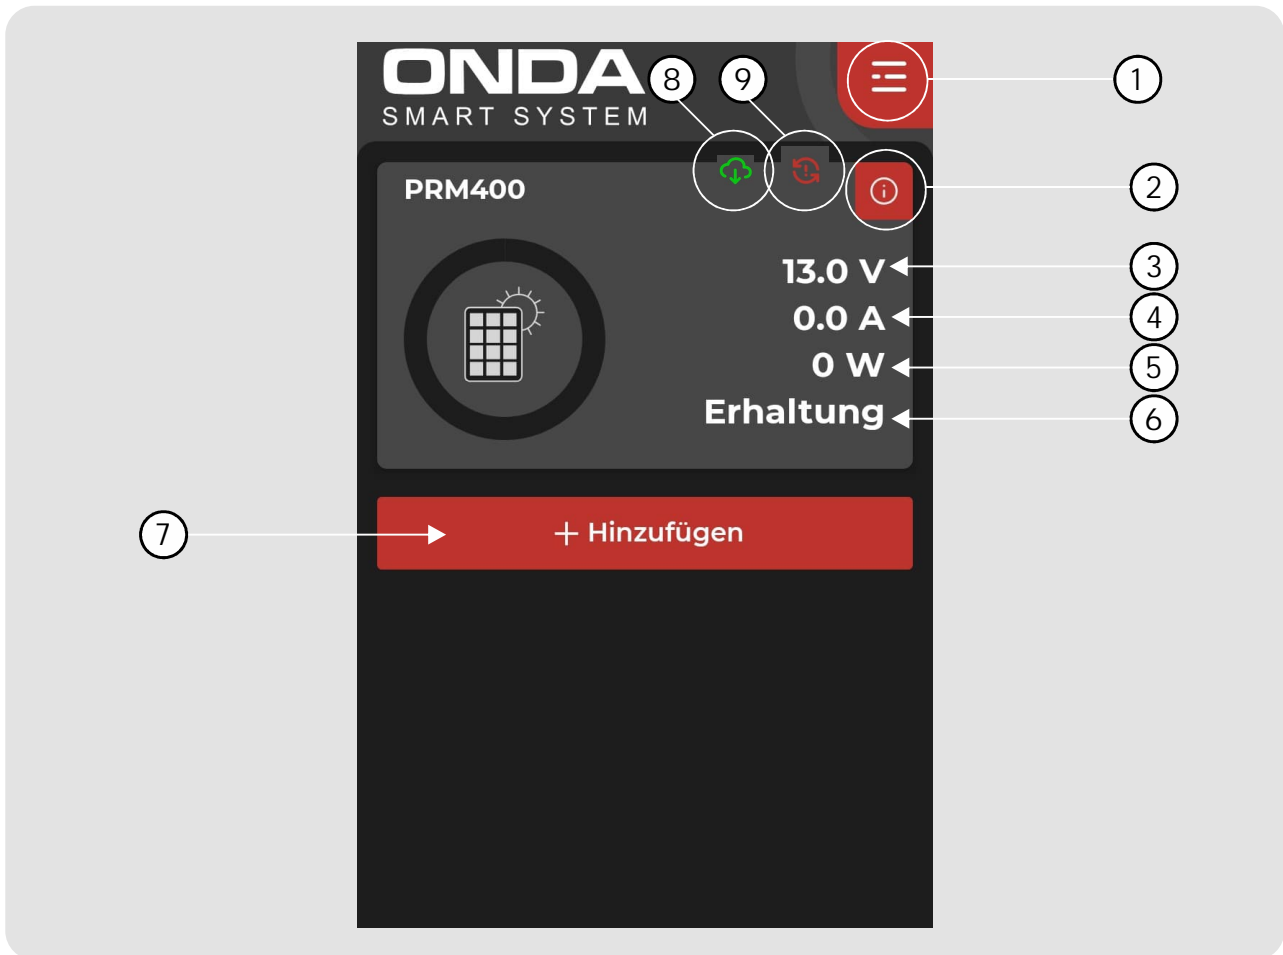 ONDA
SMART SYSTEM
8
9
1
PRM400
2
13.0 V
3
0.0 A
4
0 W
5
Erhaltung
6
7
+ Hinzufügen